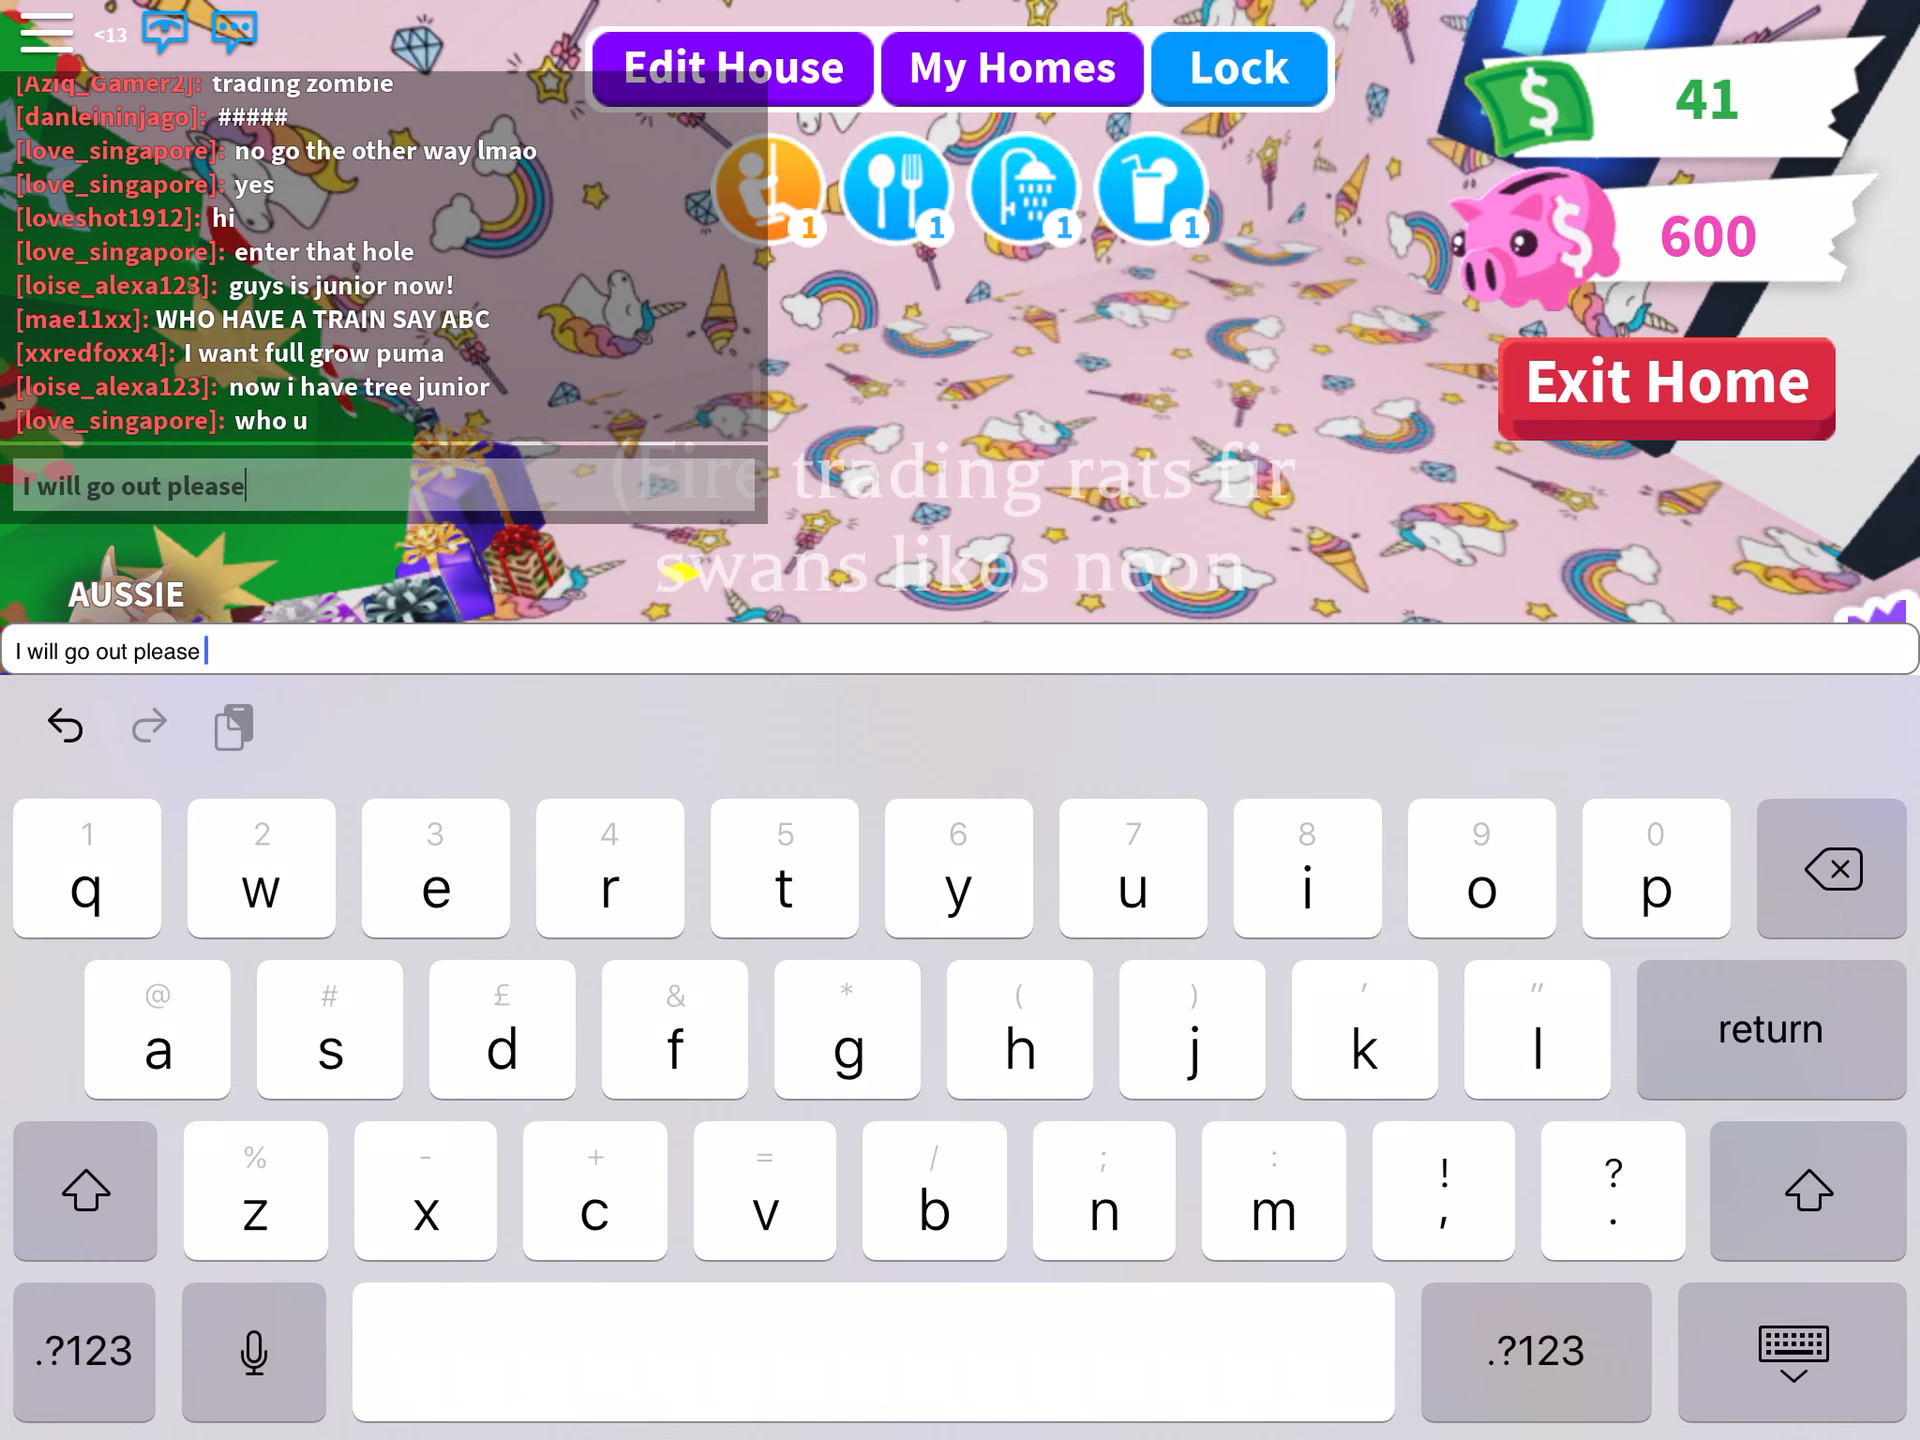 <13
Edit House
My Homes
Lock
41
[Aziq_Gamer2]: trading zombie
[danleininjago]: #####
[love_singapore]: no go the other way lmao
[love_singapore]: yes
[loveshot1912]: hi
[love_singapore]: enter that hole
[loise_alexa123]: guys is junior now!
[mae11xx]: WHO HAVE A TRAIN SAY ABC
[xxredfoxx4]: I want full grow puma
[loise_alexa123]: now i have tree junior
[love_singapore]: who u
1
1
1
1
600
Exit Home
(Fire trading rats fir
swans likes neon
I will go out please
AUSSIE
I will go out please
1 2 3 4 5 6 7 8 9 0
q w e r t y u i o p
@ # £ & * ( ) ' "
a s d f g h j k l return
% - + = / ; : ! ?
z x c v b n m , .
.?123 .?123